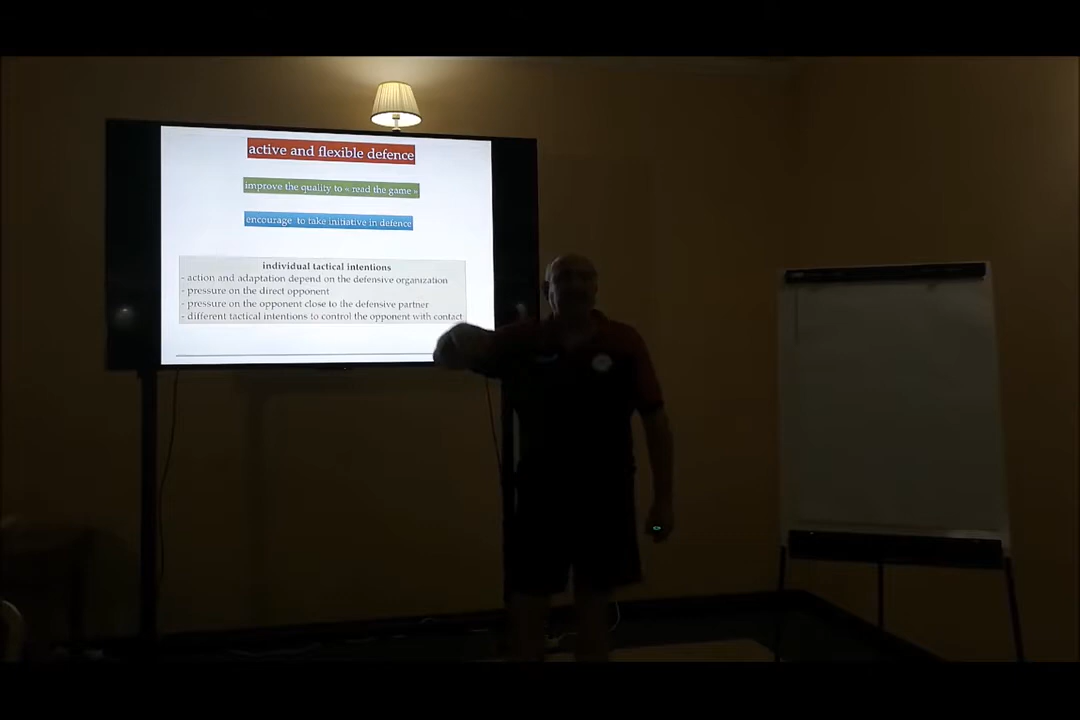 active and flexible defence
improve the quality to « read the game »
encourage to take initiative in defence
individual tactical intentions
- action and adaptation depend on the defensive organization
- pressure on the direct opponent
- pressure on the opponent close to the defensive partner
- different tactical intentions to control the opponent with contact